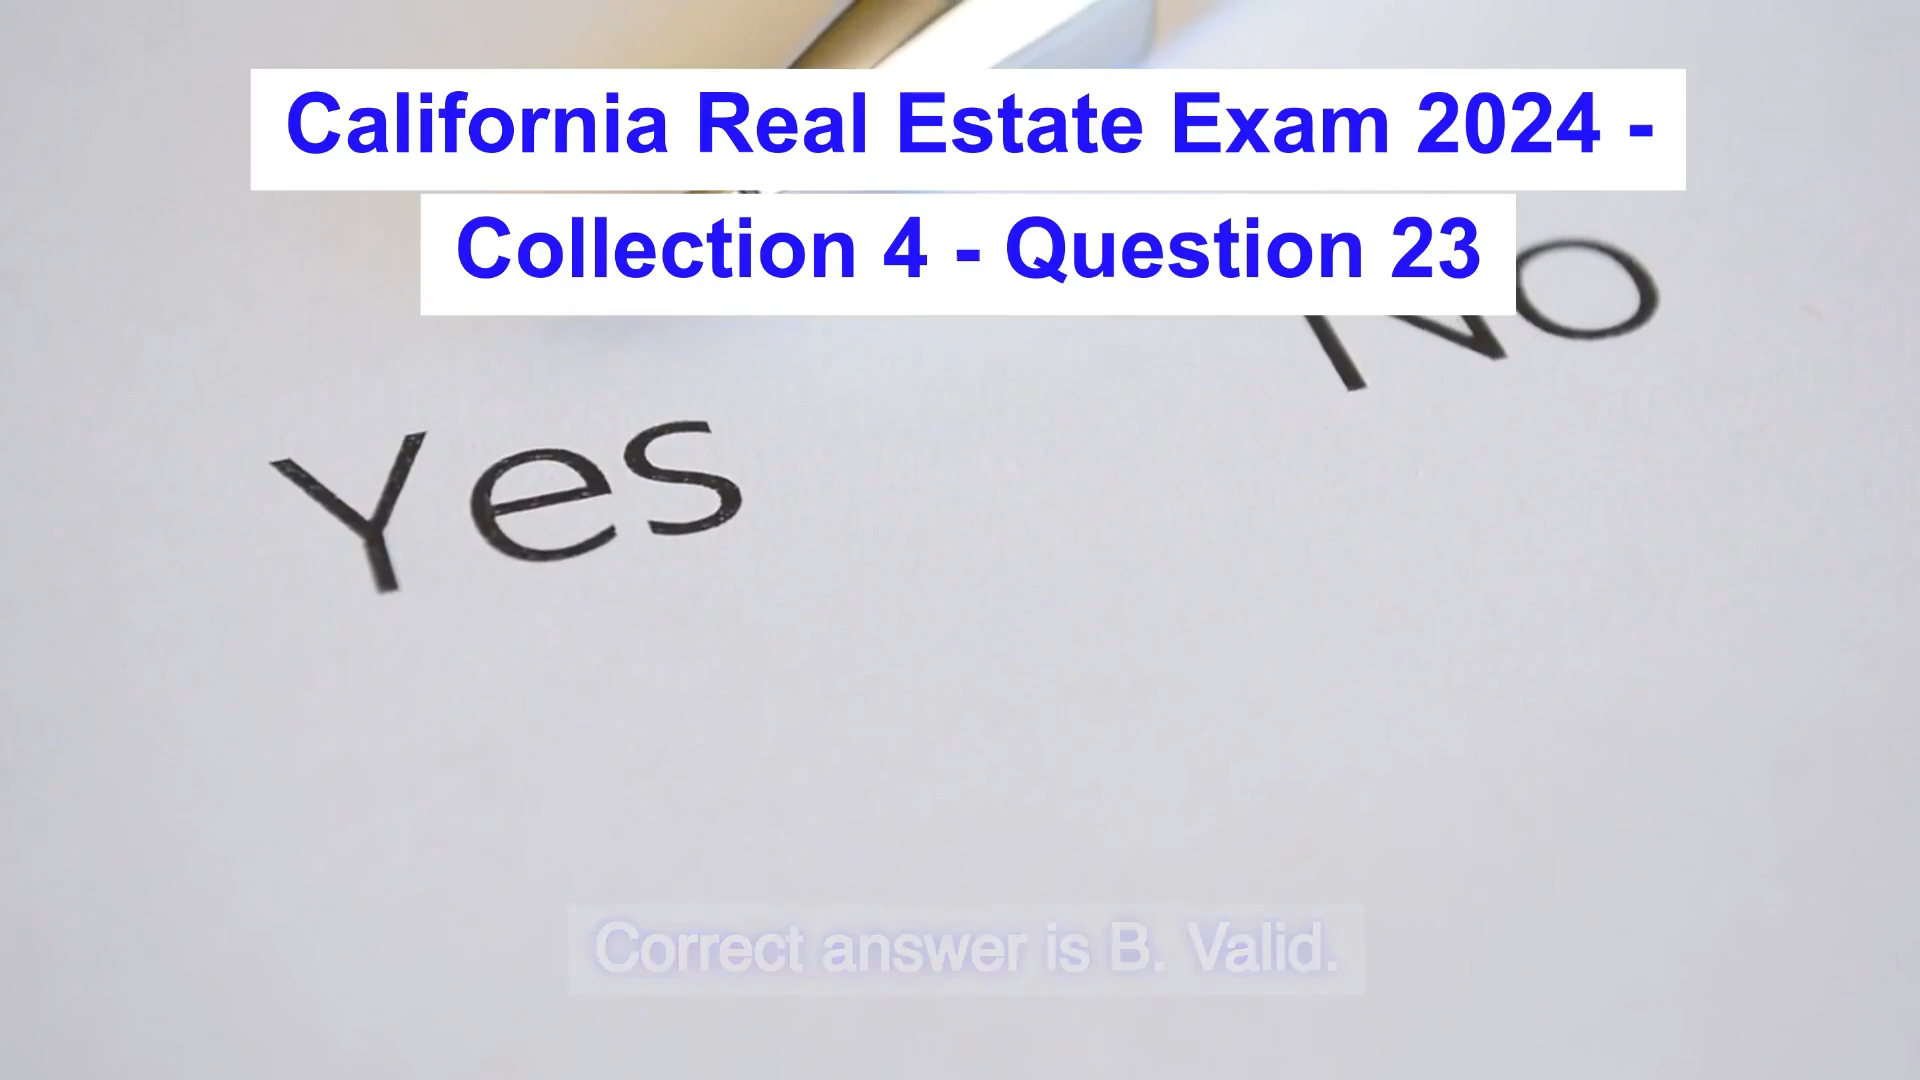 California Real Estate Exam 2024 -
Collection 4 - Question 23
No
Yes
Correct answer is B. Valid.